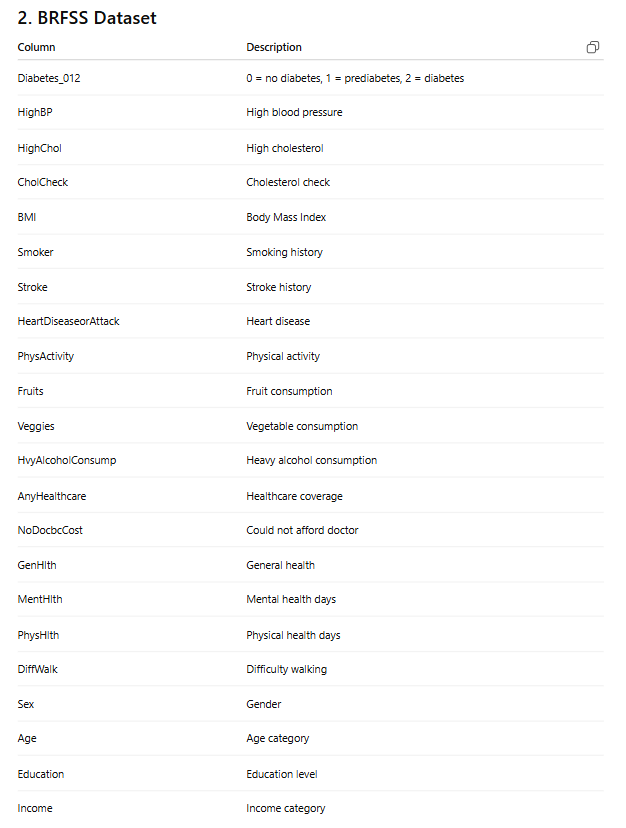 2. BRFSS Dataset
Column Description
Diabetes_012 0 = no diabetes, 1 = prediabetes, 2 = diabetes
HighBP High blood pressure
HighChol High cholesterol
CholCheck Cholesterol check
BMI Body Mass Index
Smoker Smoking history
Stroke Stroke history
HeartDiseaseorAttack Heart disease
PhysActivity Physical activity
Fruits Fruit consumption
Veggies Vegetable consumption
HvyAlcoholConsump Heavy alcohol consumption
AnyHealthcare Healthcare coverage
NoDocbcCost Could not afford doctor
GenHlth General health
MentHlth Mental health days
PhysHlth Physical health days
DiffWalk Difficulty walking
Sex Gender
Age Age category
Education Education level
Income Income category